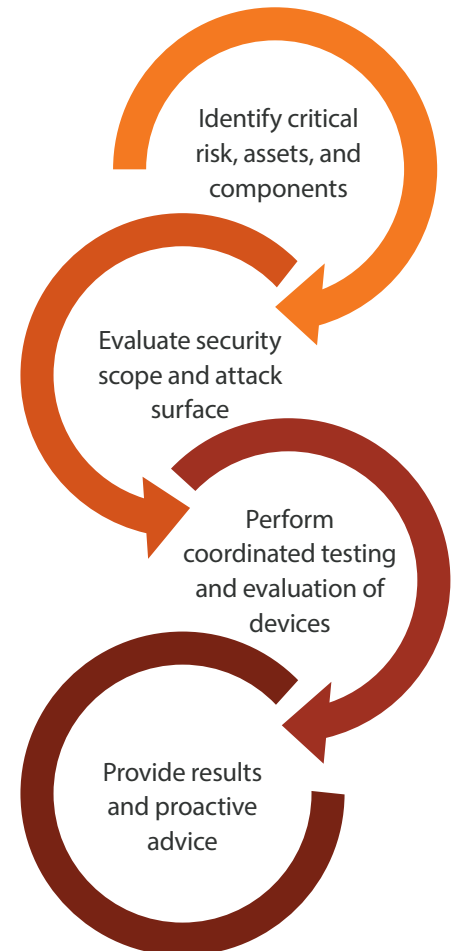 Identify critical
risk, assets, and
components
Evaluate security
scope and attack
surface
Perform
coordinated testing
and evaluation of
devices
Provide results
and proactive
advice